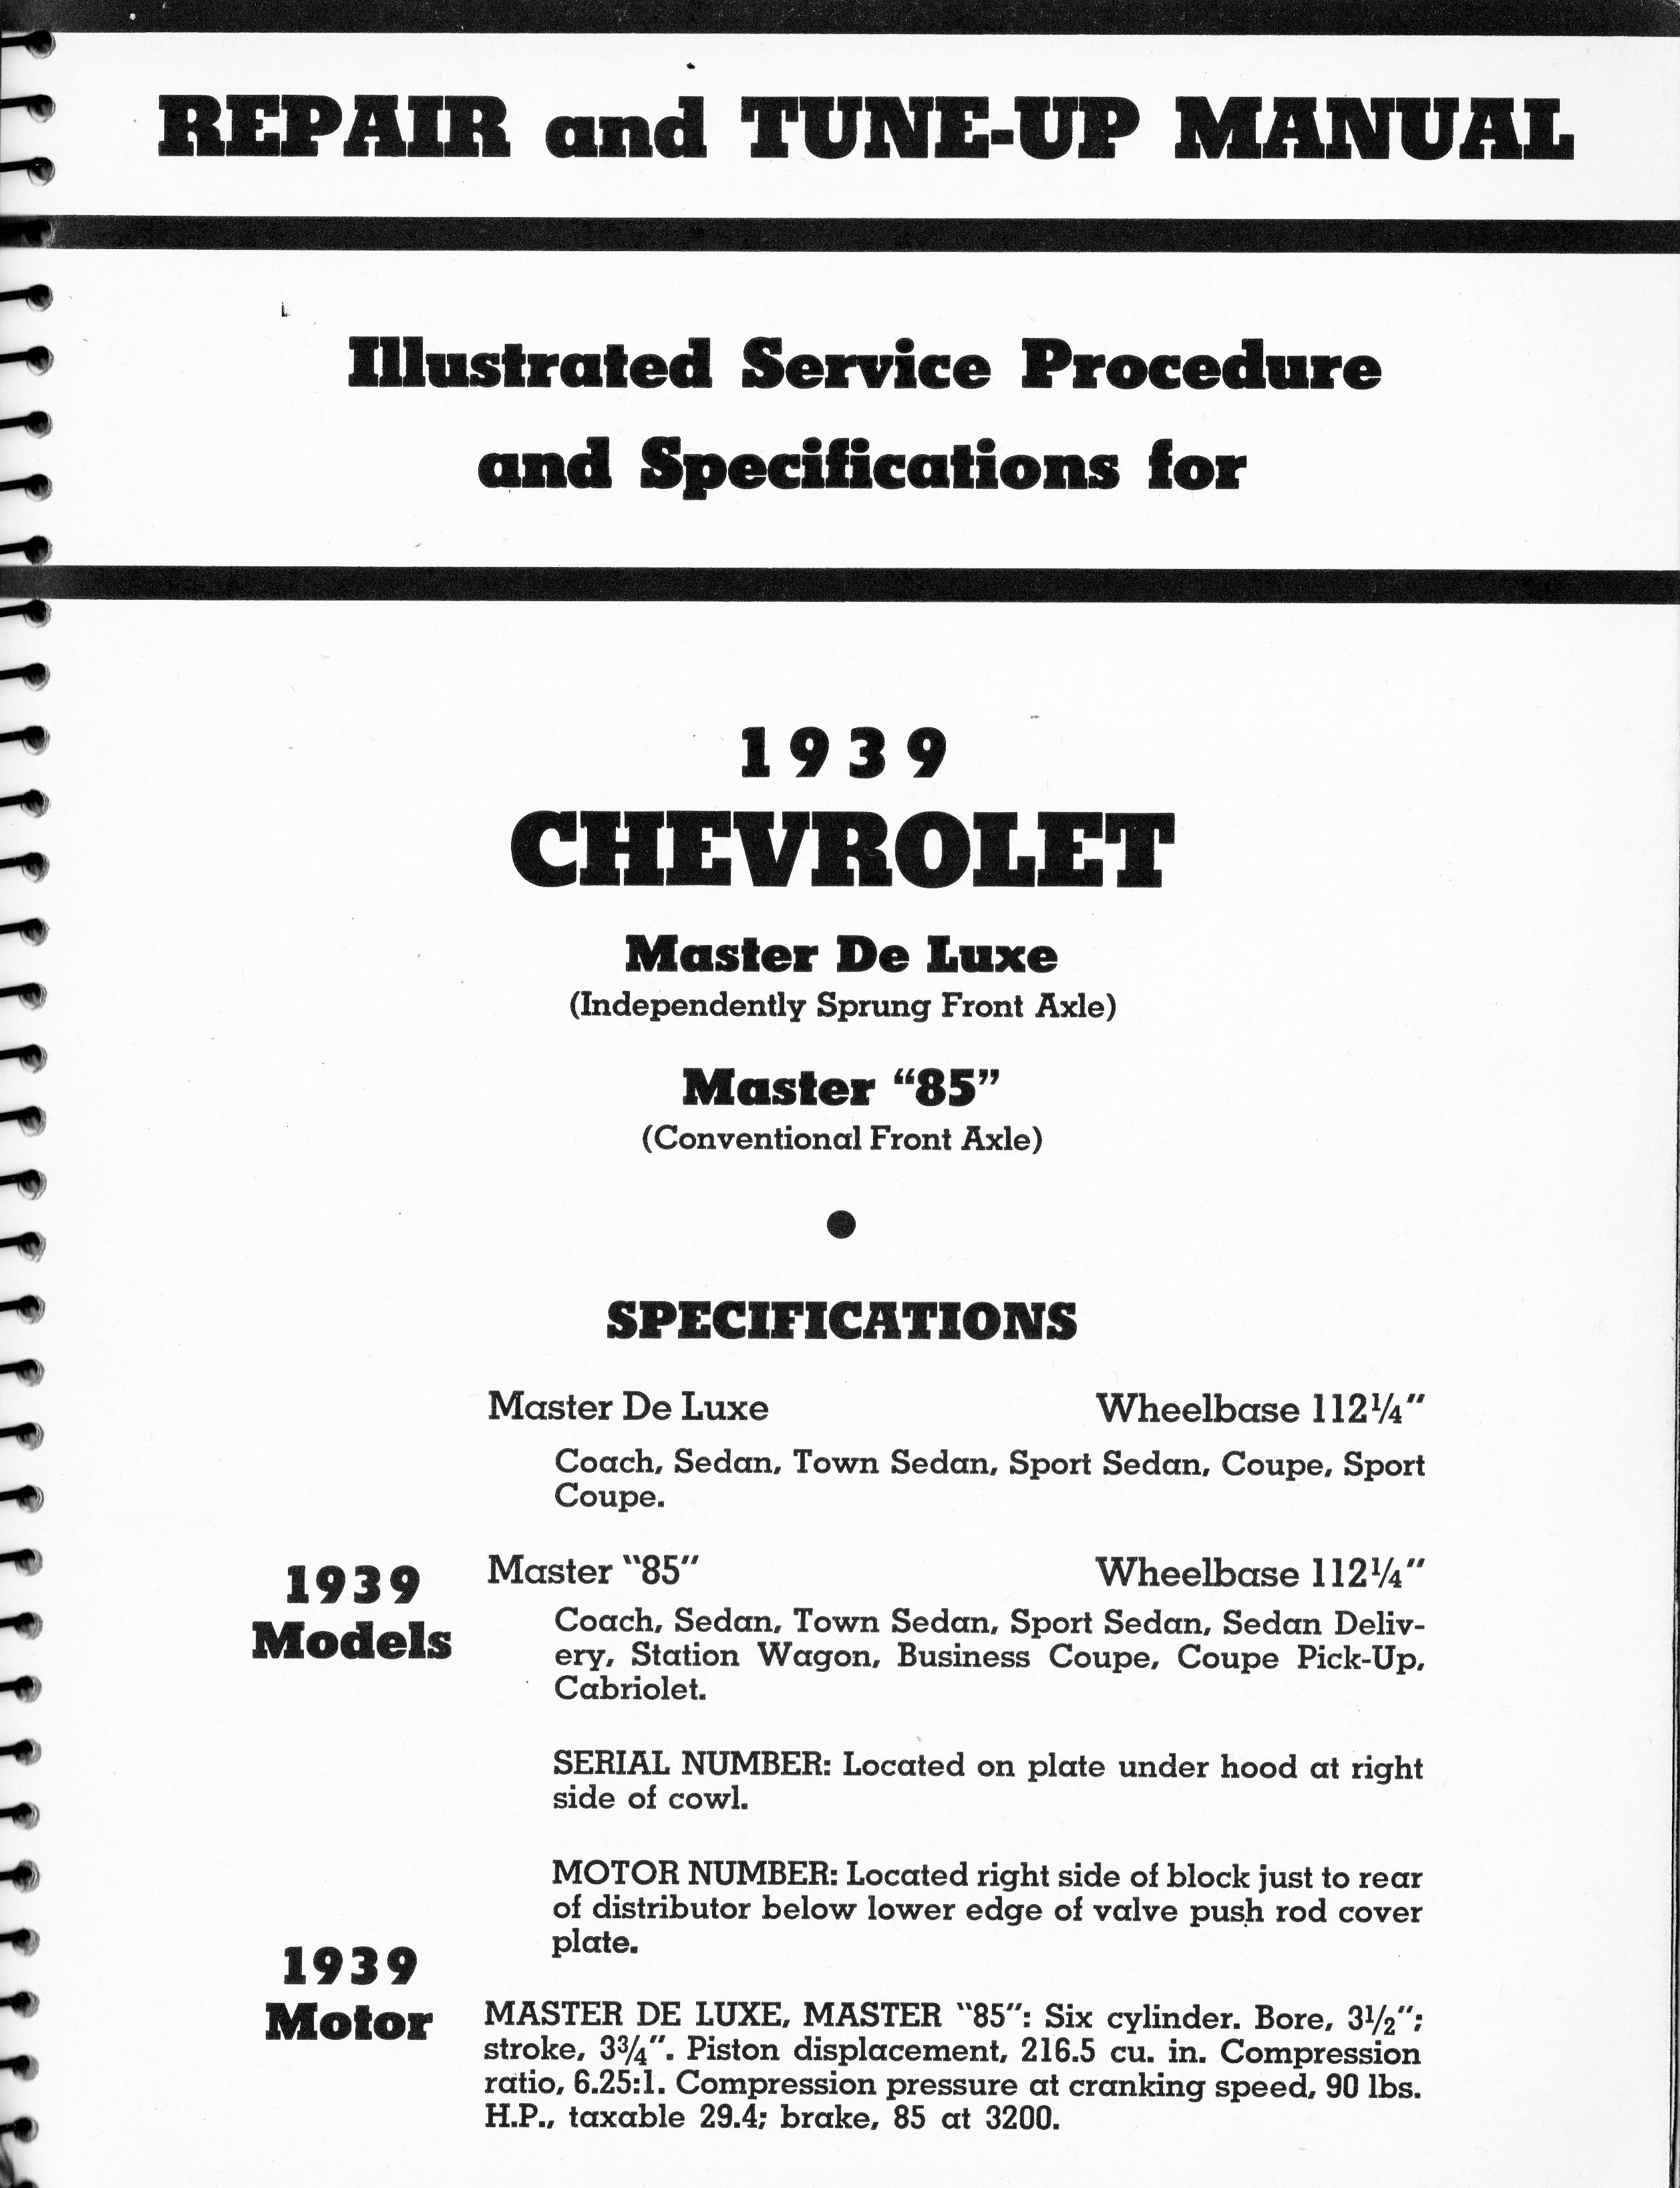 REPAIR and TUNE-UP MANUAL
Illustrated Service Procedure
and Specifications for
1939
CHEVROLET
Master De Luxe
(Independently Sprung Front Axle)
Master “85”
(Conventional Front Axle)
SPECIFICATIONS
Master De Luxe Wheelbase 112¼″
Coach, Sedan, Town Sedan, Sport Sedan, Coupe, Sport
Coupe.
1939
Models
Master “85” Wheelbase 112¼″
Coach, Sedan, Town Sedan, Sport Sedan, Sedan Deliv-
ery, Station Wagon, Business Coupe, Coupe Pick-Up,
Cabriolet.
SERIAL NUMBER: Located on plate under hood at right
side of cowl.
MOTOR NUMBER: Located right side of block just to rear
of distributor below lower edge of valve push rod cover
plate.
1939
Motor
MASTER DE LUXE, MASTER “85”: Six cylinder. Bore, 3½″;
stroke, 3¾″. Piston displacement, 216.5 cu. in. Compression
ratio, 6.25:1. Compression pressure at cranking speed, 90 lbs.
H.P., taxable 29.4; brake, 85 at 3200.